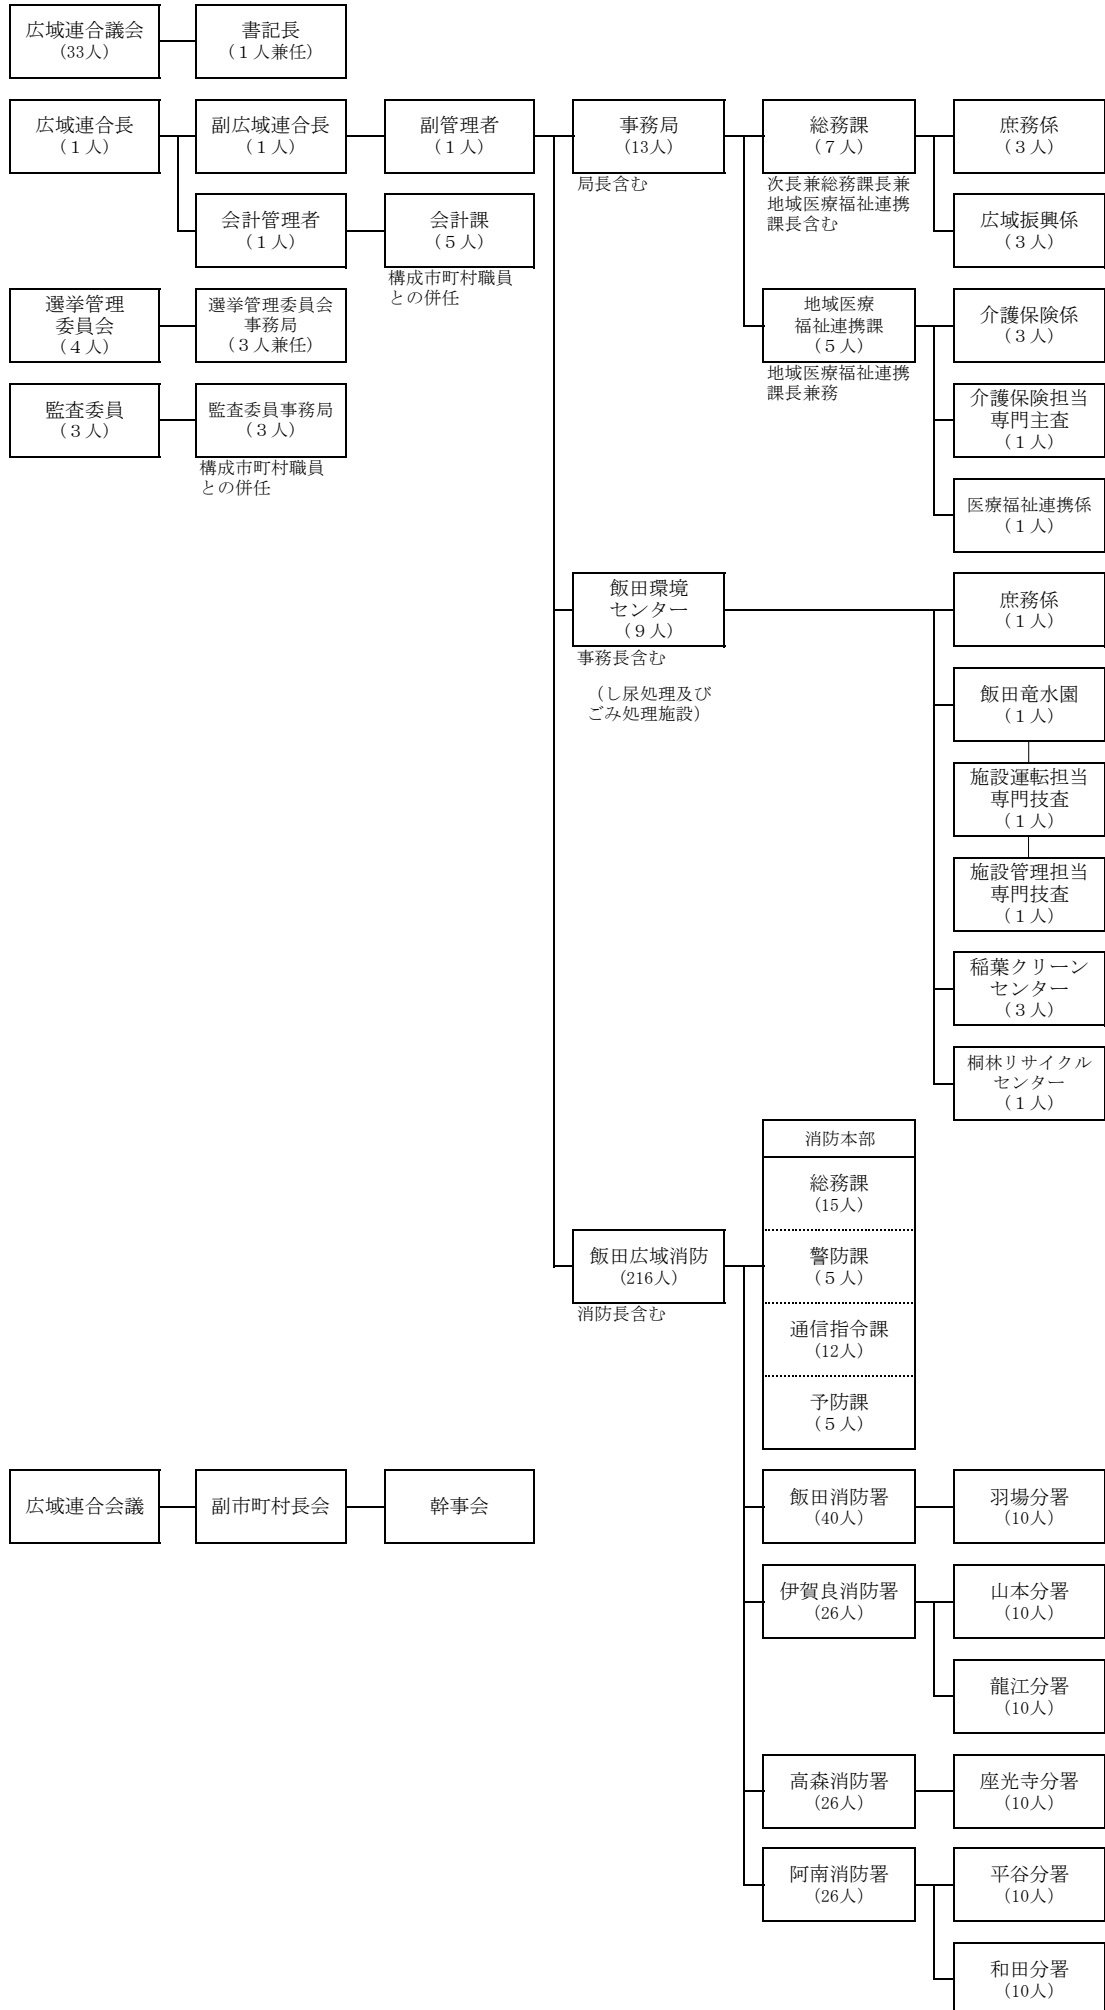 広域連合議会
(33人)
書記長
(１人兼任)
広域連合長
(１人)
副広域連合長
(１人)
副管理者
(１人)
事務局
(13人)
局長含む
総務課
(７人)
次長兼総務課長兼
地域医療福祉連携
課長含む
庶務係
(３人)
広域振興係
(３人)
会計管理者
(１人)
会計課
(５人)
構成市町村職員
との併任
選挙管理
委員会
(４人)
選挙管理委員会
事務局
(３人兼任)
地域医療
福祉連携課
(５人)
地域医療福祉連携
課長兼務
介護保険係
(３人)
介護保険担当
専門主査
(１人)
医療福祉連携係
(１人)
監査委員
(３人)
監査委員事務局
(３人)
構成市町村職員
との併任
飯田環境
センター
(９人)
事務長含む
(し尿処理及び
ごみ処理施設)
庶務係
(１人)
飯田竜水園
(１人)
施設運転担当
専門技査
(１人)
施設管理担当
専門技査
(１人)
稲葉クリーン
センター
(３人)
桐林リサイクル
センター
(１人)
飯田広域消防
(216人)
消防長含む
消防本部
総務課
(15人)
警防課
(５人)
通信指令課
(12人)
予防課
(５人)
広域連合会議
副市町村長会
幹事会
飯田消防署
(40人)
羽場分署
(10人)
伊賀良消防署
(26人)
山本分署
(10人)
龍江分署
(10人)
高森消防署
(26人)
座光寺分署
(10人)
阿南消防署
(26人)
平谷分署
(10人)
和田分署
(10人)